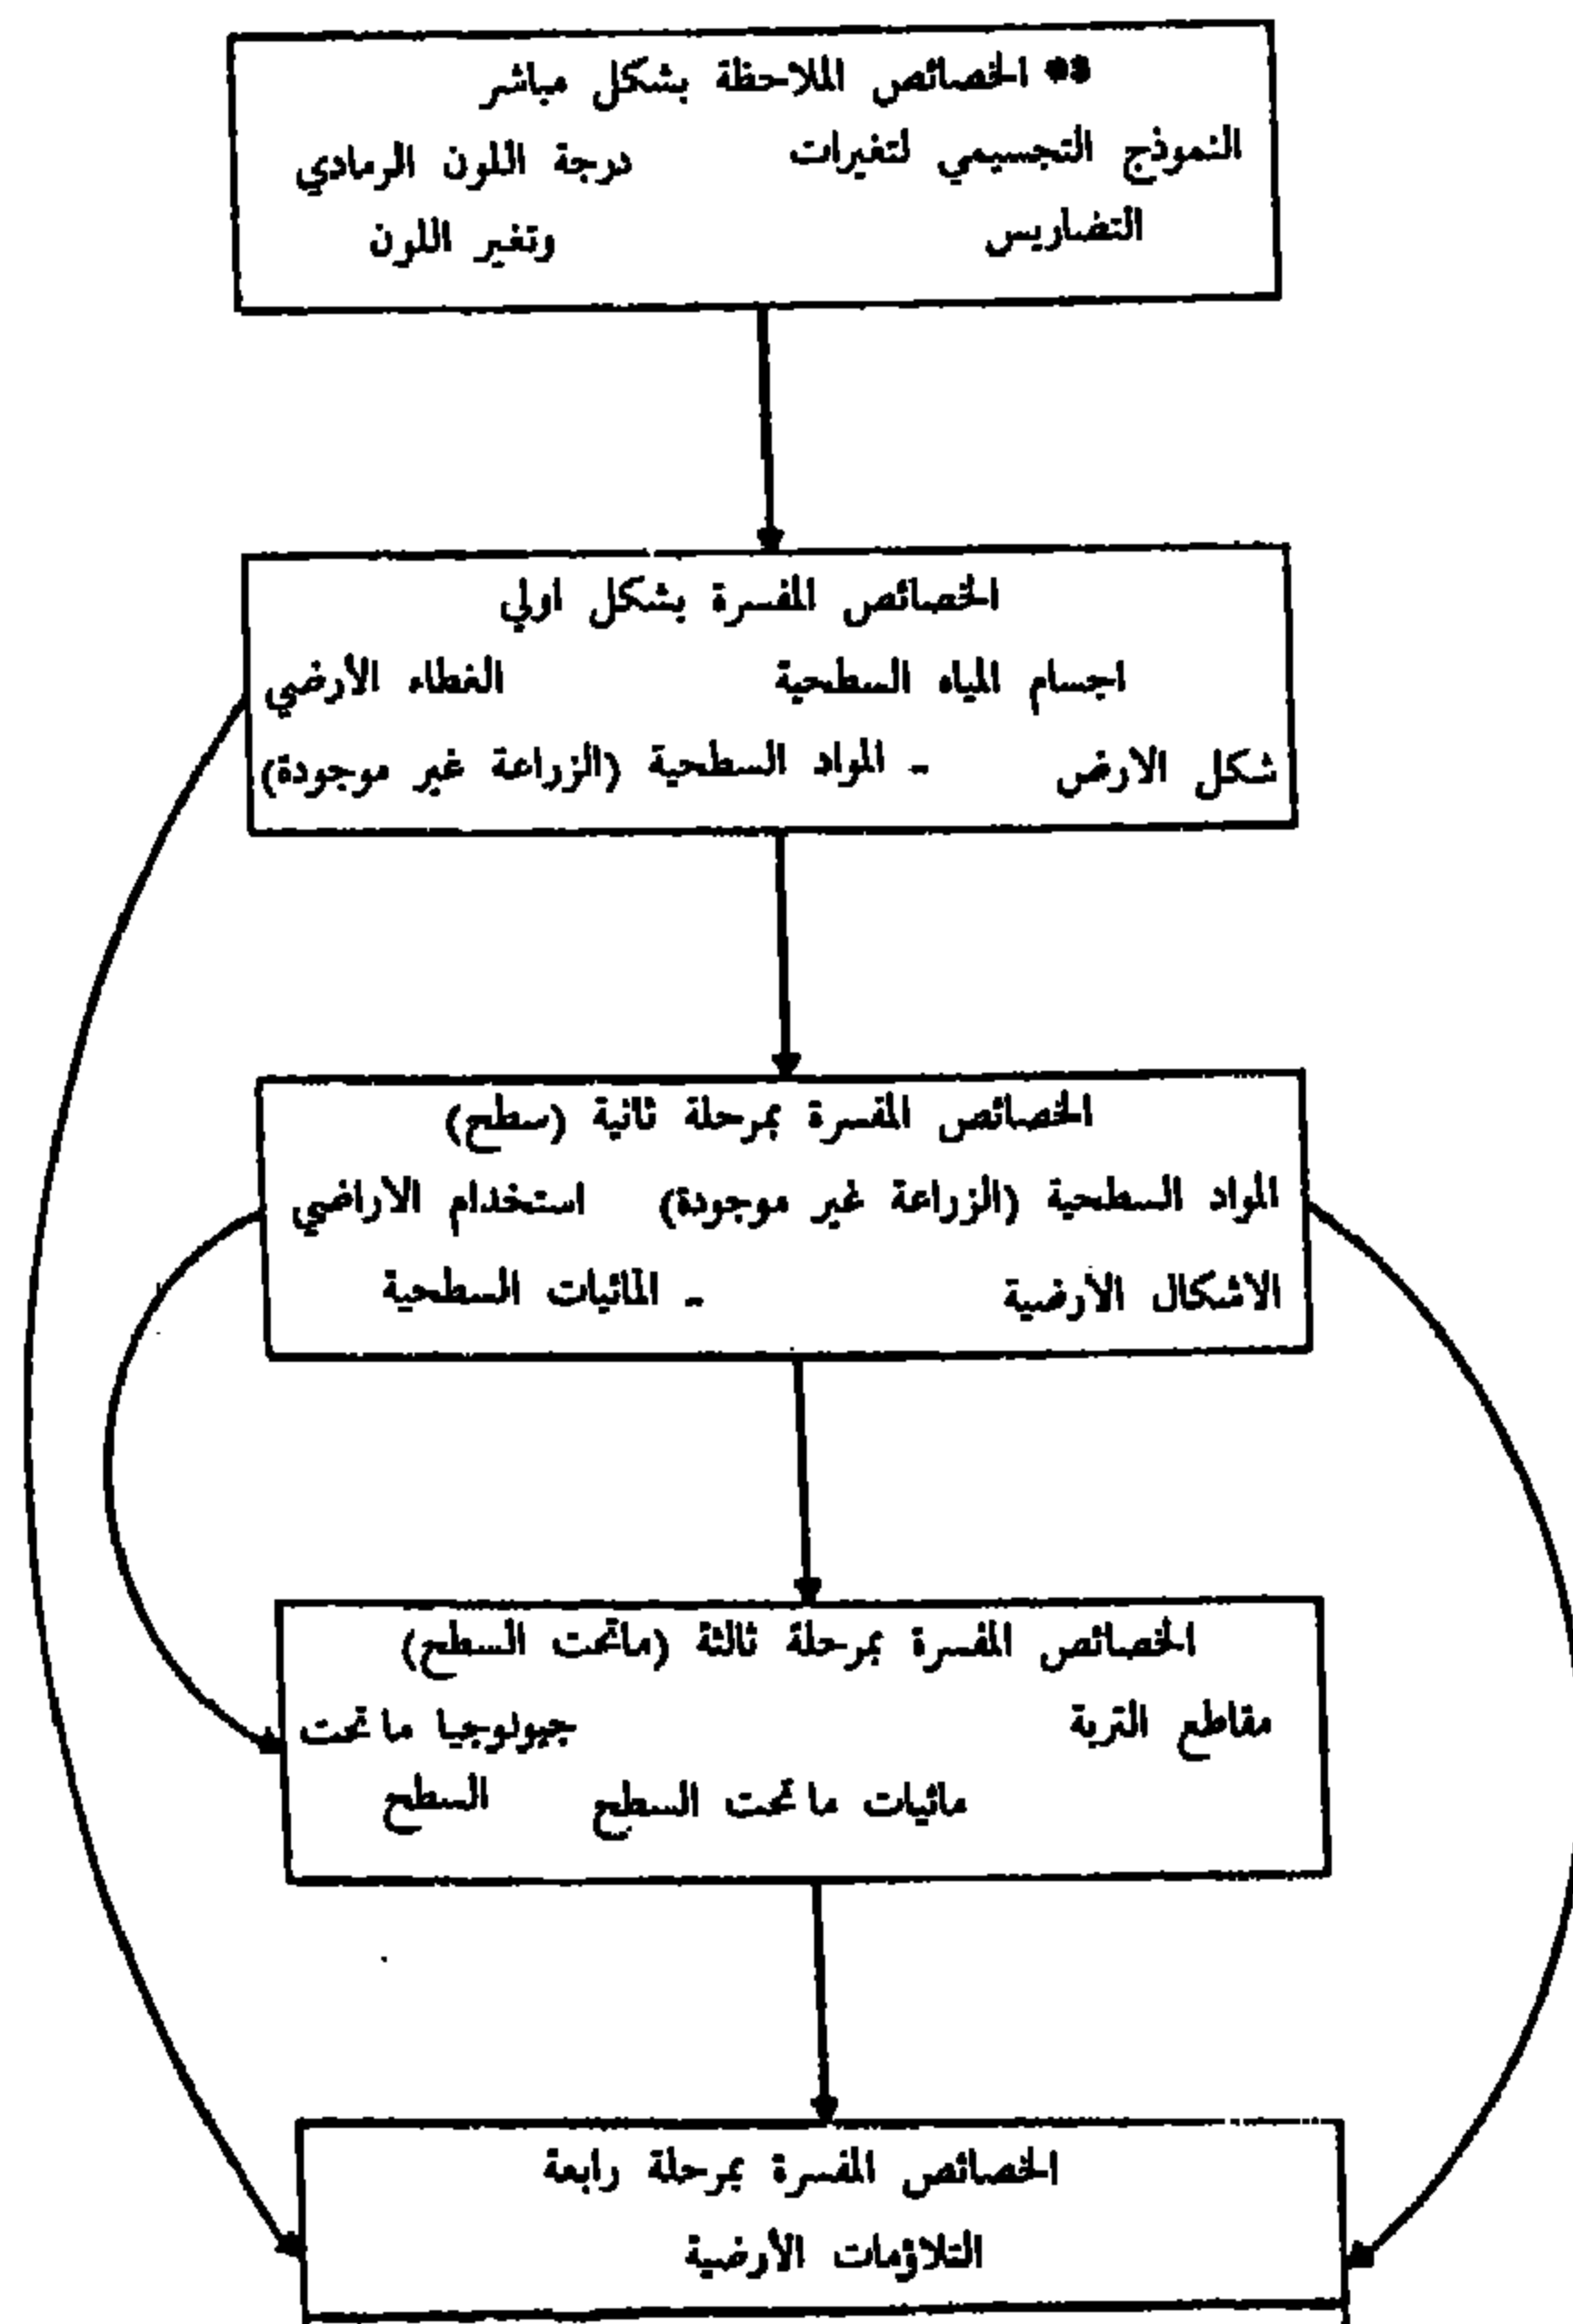 الخصائص الملاحظة بشكل مباشر
النموذج التجسيمي لتغيرات درجة اللون الرمادي
التضاريس وتغير اللون
الخصائص المفسرة بشكل اولي
اجسام المياه السطحية الغطاء الأرضي
شكل الارض - المواد السطحية (الزراعة غير موجودة)
الخصائص المفسرة بمرحلة ثانية (سطح)
المواد السطحية (الزراعة غير موجودة) استخدام الاراضي
الاشكال الأرضية - المائيات السطحية
الخصائص المفسرة بمرحلة ثالثة (ماتحت السطح)
مقاطع التربة جيولوجيا ما تحت
مائيات ما تحت السطح السطح
الخصائص المفسرة بمرحلة رابعة
التلاؤمات الأرضية